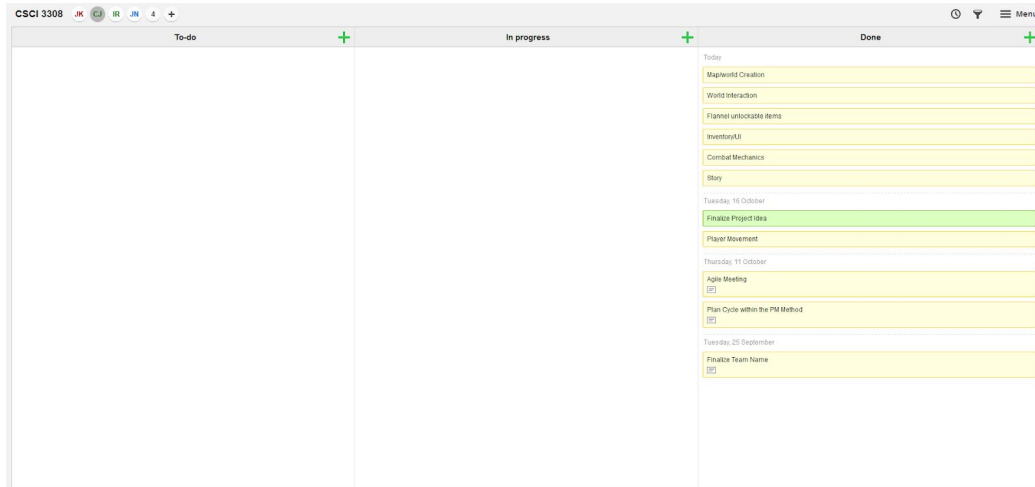 CSCI 3308 JK CJ IR JN 4 +
Menu
To-do
In progress
Done
Today
Map/world Creation
World Interaction
Flannel unlockable items
Inventory/UI
Combat Mechanics
Story
Tuesday, 16 October
Finalize Project Idea
Player Movement
Thursday, 11 October
Agile Meeting
Plan Cycle within the PM Method
Tuesday, 25 September
Finalize Team Name